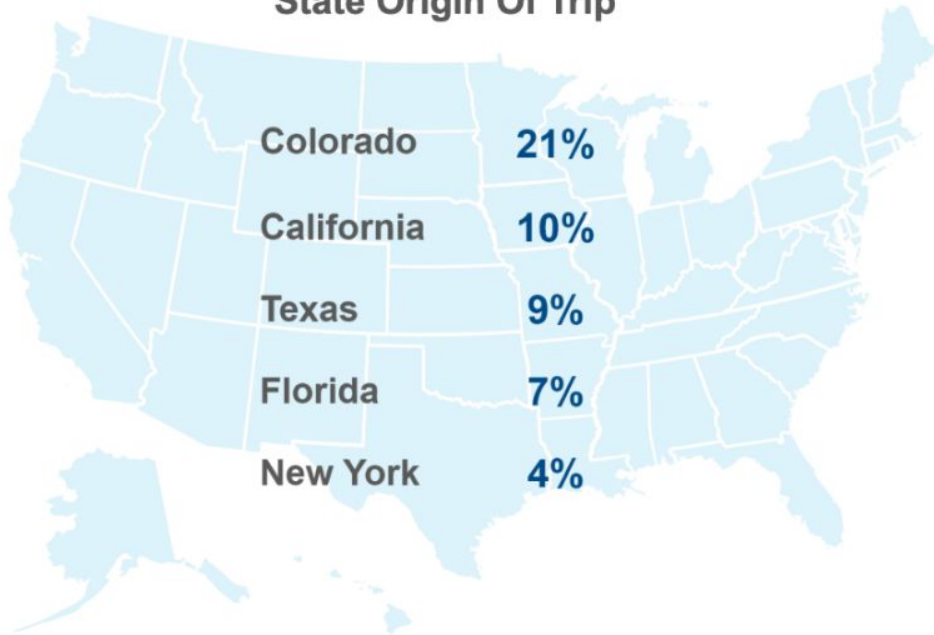 State Origin Of Trip
Colorado 21%
California 10%
Texas 9%
Florida 7%
New York 4%